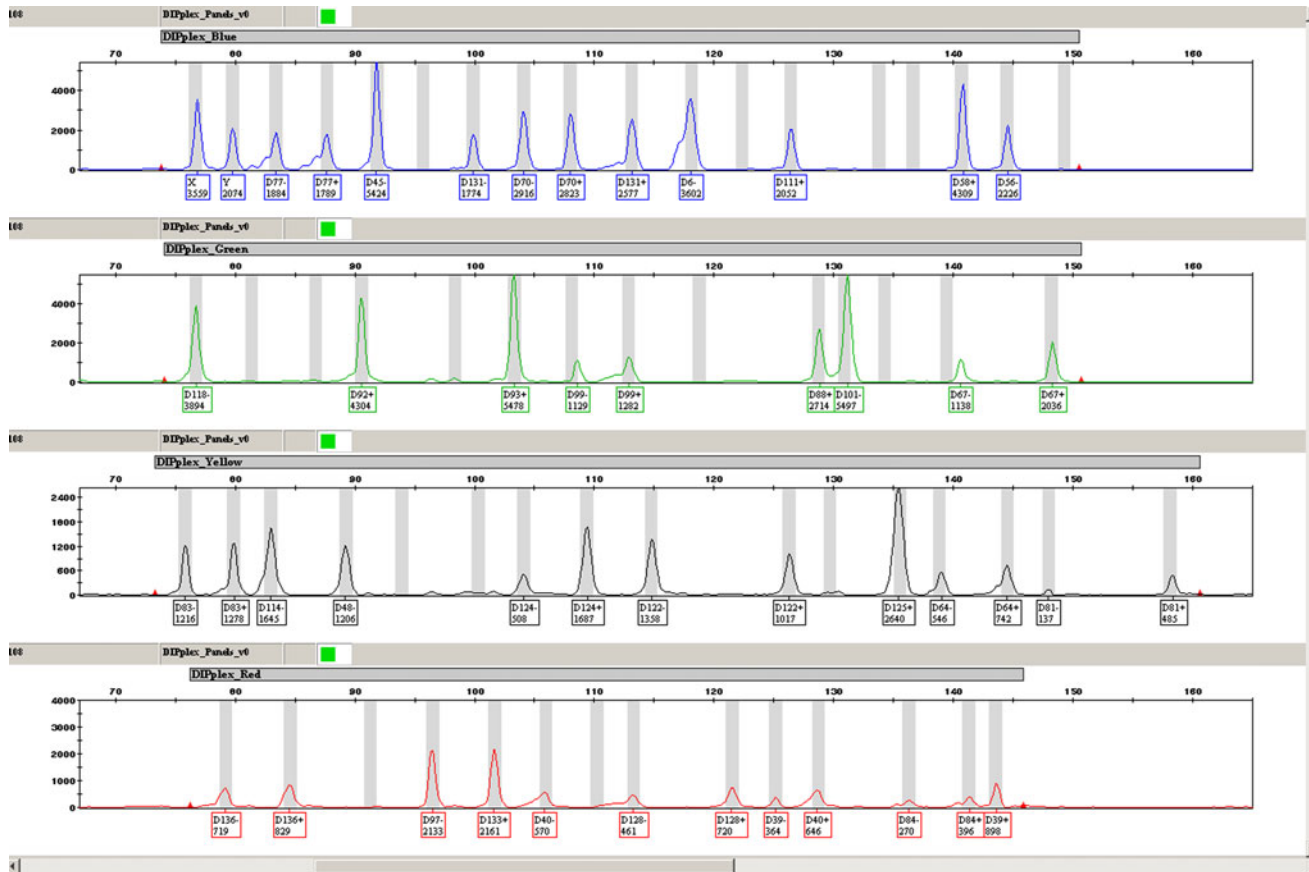 108 DIPplex_Panels_v0
DIPplex_Blue
70 80 90 100 110 120 130 140 150 160
4000
2000
0
X Y D77- D77+ D45- D131- D70- D70+ D131+ D6- D111+ D58+ D56-
3559 2074 1884 1789 5424 1774 2916 2823 2577 3602 2052 4309 2226
108 DIPplex_Panels_v0
DIPplex_Green
70 80 90 100 110 120 130 140 150 160
4000
2000
0
D118- D92+ D93+ D99- D99+ D88+ D101- D67- D67+
3894 4304 5478 1129 1282 2714 5497 1138 2036
108 DIPplex_Panels_v0
DIPplex_Yellow
70 80 90 100 110 120 130 140 150 160
2400
1800
1200
600
0
D83- D83+ D114- D48- D124- D124+ D122- D122+ D125+ D64- D64+ D81- D81+
1216 1278 1645 1206 508 1687 1358 1017 2640 546 742 137 485
108 DIPplex_Panels_v0
DIPplex_Red
70 80 90 100 110 120 130 140 150 160
4000
3000
2000
1000
0
D136- D136+ D97- D133+ D40- D128- D128+ D39- D40+ D84- D84+ D39+
719 829 2133 2161 570 461 720 364 646 270 396 898